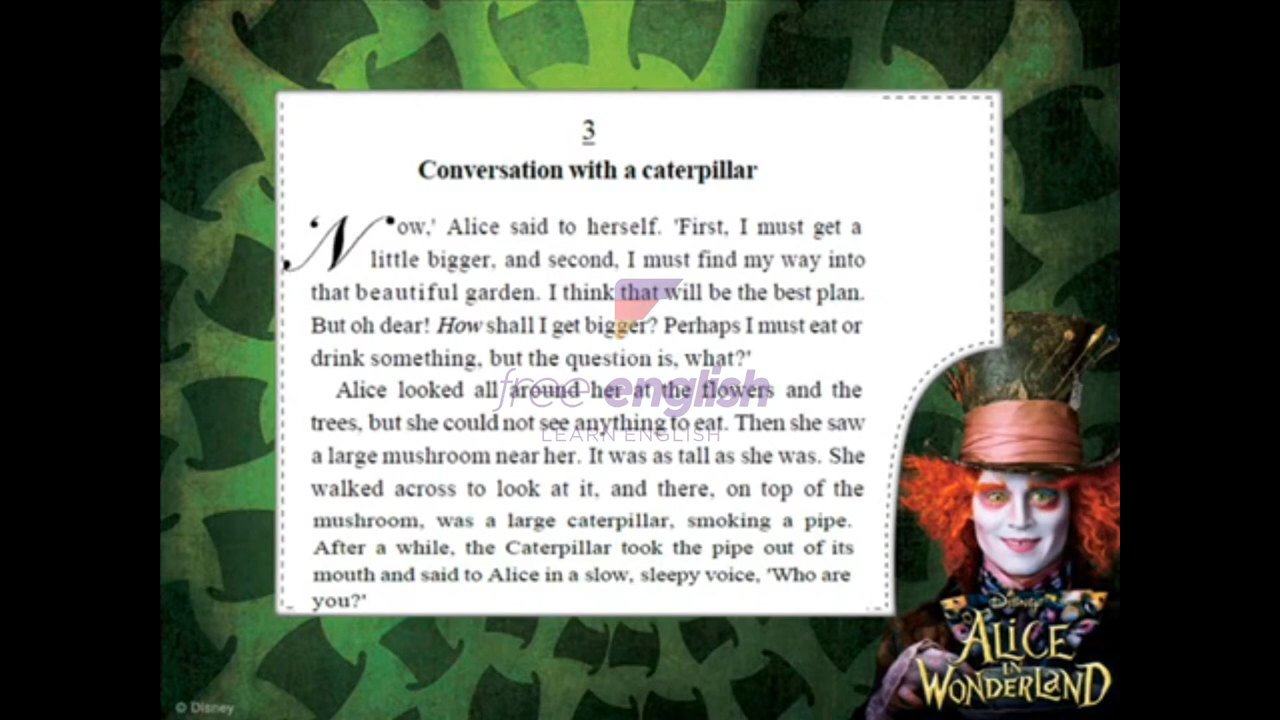 3
Conversation with a caterpillar
'Now,' Alice said to herself. 'First, I must get a
little bigger, and second, I must find my way into
that beautiful garden. I think that will be the best plan.
But oh dear! How shall I get bigger? Perhaps I must eat or
drink something, but the question is, what?'
Alice looked all around her at the flowers and the
trees, but she could not see anything to eat. Then she saw
a large mushroom near her. It was as tall as she was. She
walked across to look at it, and there, on top of the
mushroom, was a large caterpillar, smoking a pipe.
After a while, the Caterpillar took the pipe out of its
mouth and said to Alice in a slow, sleepy voice, 'Who are
you?'
free english
LEARN ENGLISH
DISNEY
ALICE
IN
WONDERLAND
© Disney